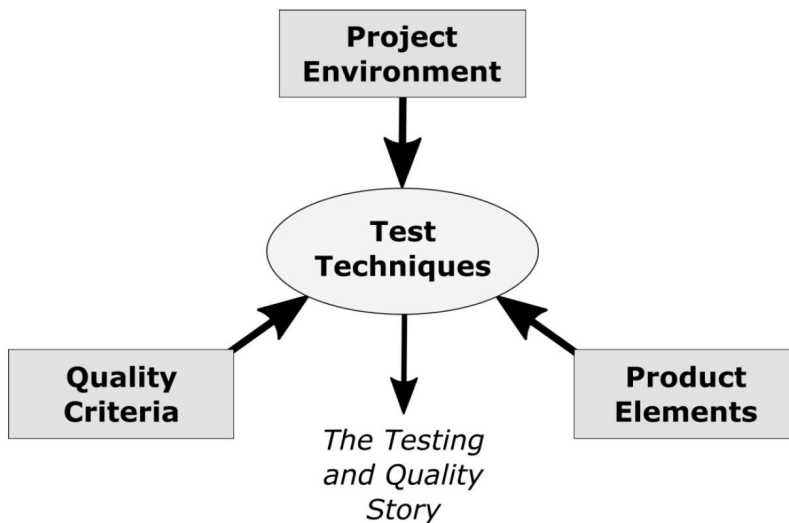 Project
Environment
Test
Techniques
Quality
Criteria
Product
Elements
The Testing
and Quality
Story